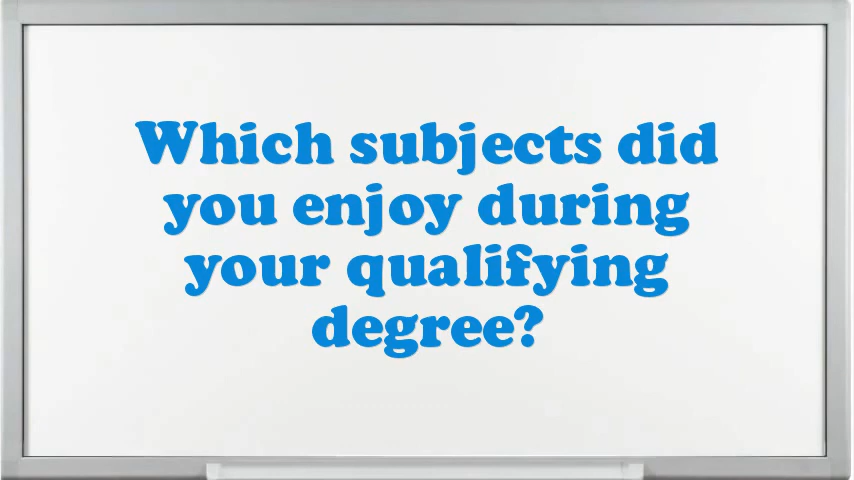 Which subjects did
you enjoy during
your qualifying
degree?